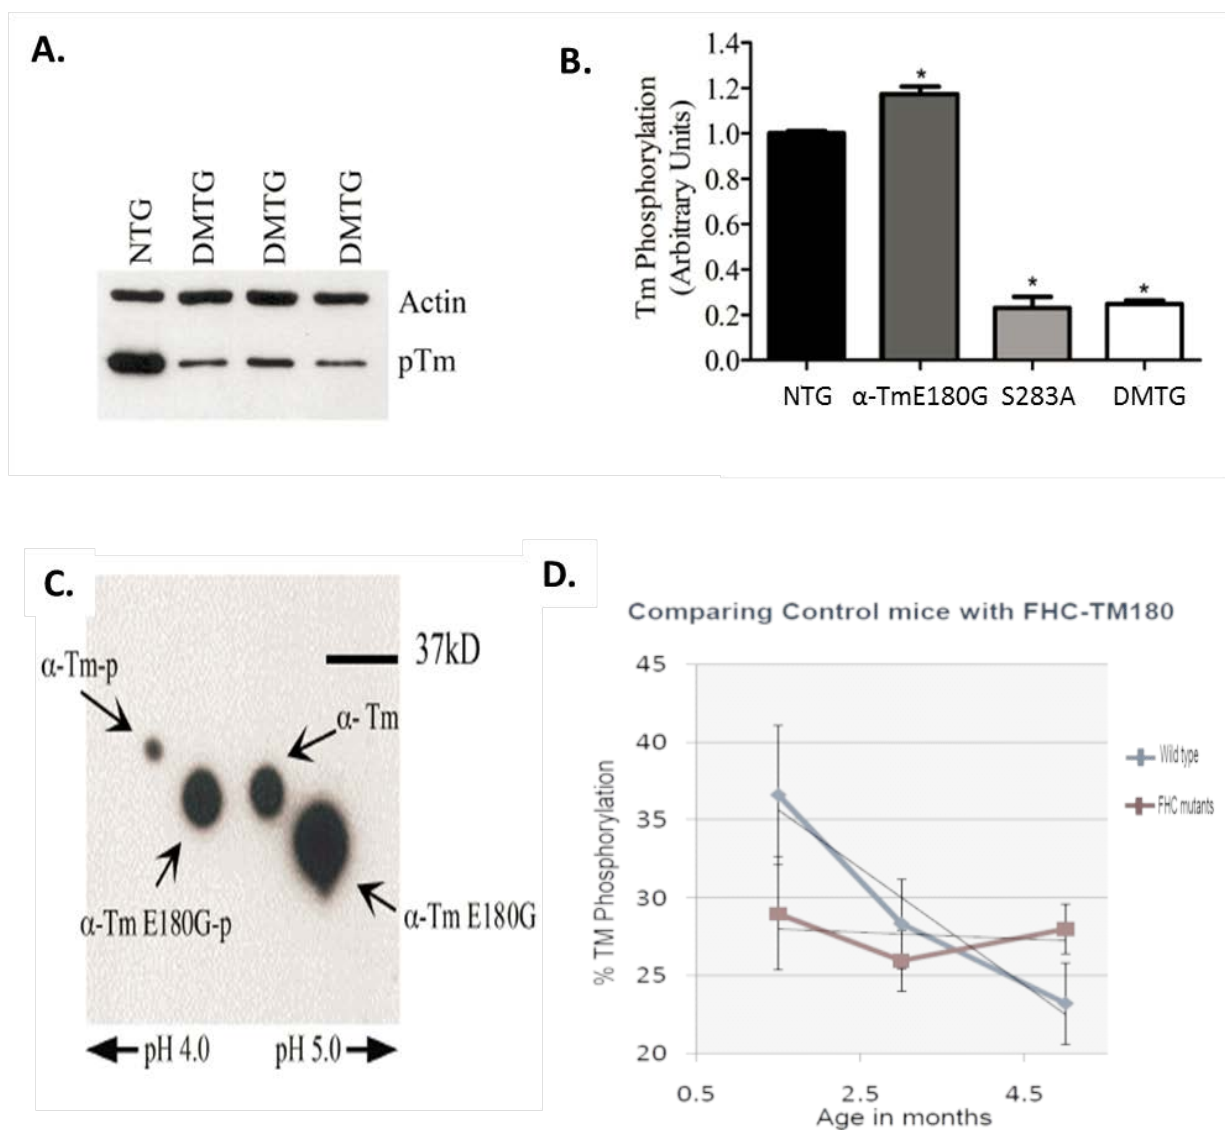 A.
NTG
DMTG
DMTG
DMTG
Actin
pTm
B.
Tm Phosphorylation
(Arbitrary Units)
1.4
1.2
1.0
0.8
0.6
0.4
0.2
0.0
*
*
*
NTG
α-TmE180G
S283A
DMTG
C.
37kD
α-Tm-p
α- Tm
α-Tm E180G-p
α-Tm E180G
pH 4.0
pH 5.0
D.
Comparing Control mice with FHC-TM180
% TM Phosphorylation
45
40
35
30
25
20
0.5
2.5
4.5
Age in months
Wild type
FHC mutants